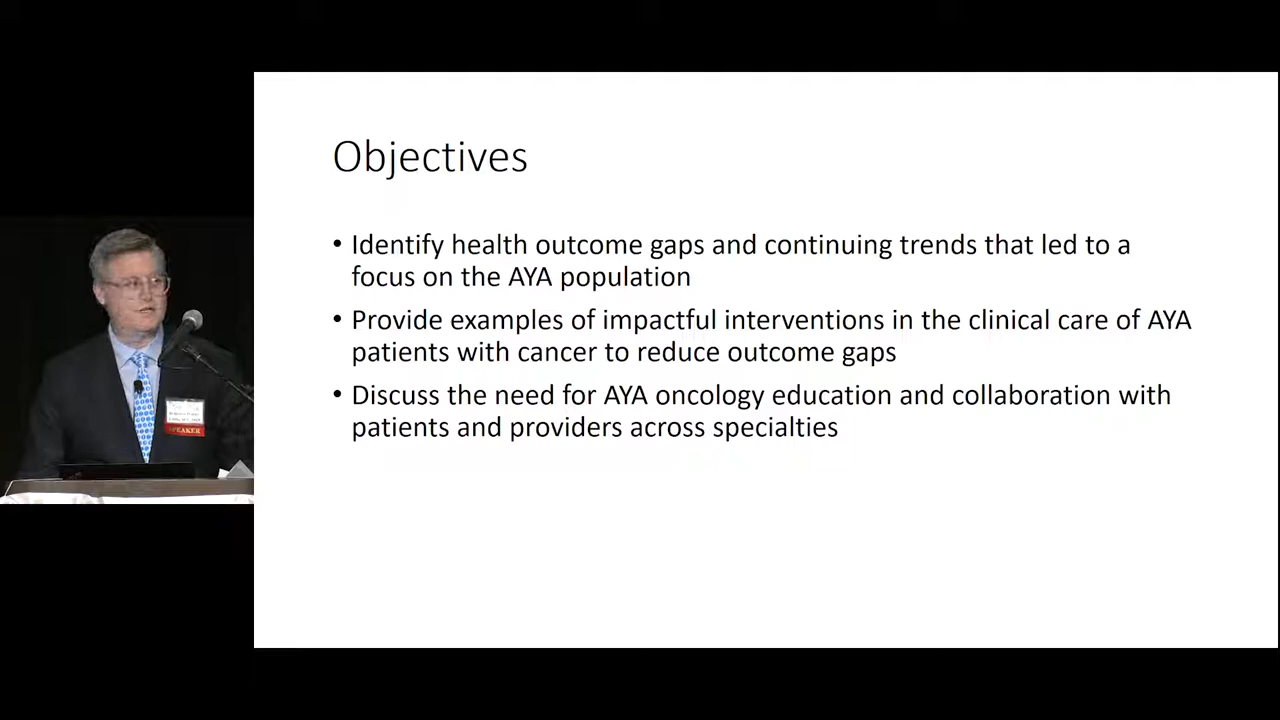 Objectives
• Identify health outcome gaps and continuing trends that led to a
focus on the AYA population
• Provide examples of impactful interventions in the clinical care of AYA
patients with cancer to reduce outcome gaps
• Discuss the need for AYA oncology education and collaboration with
patients and providers across specialties
SPEAKER